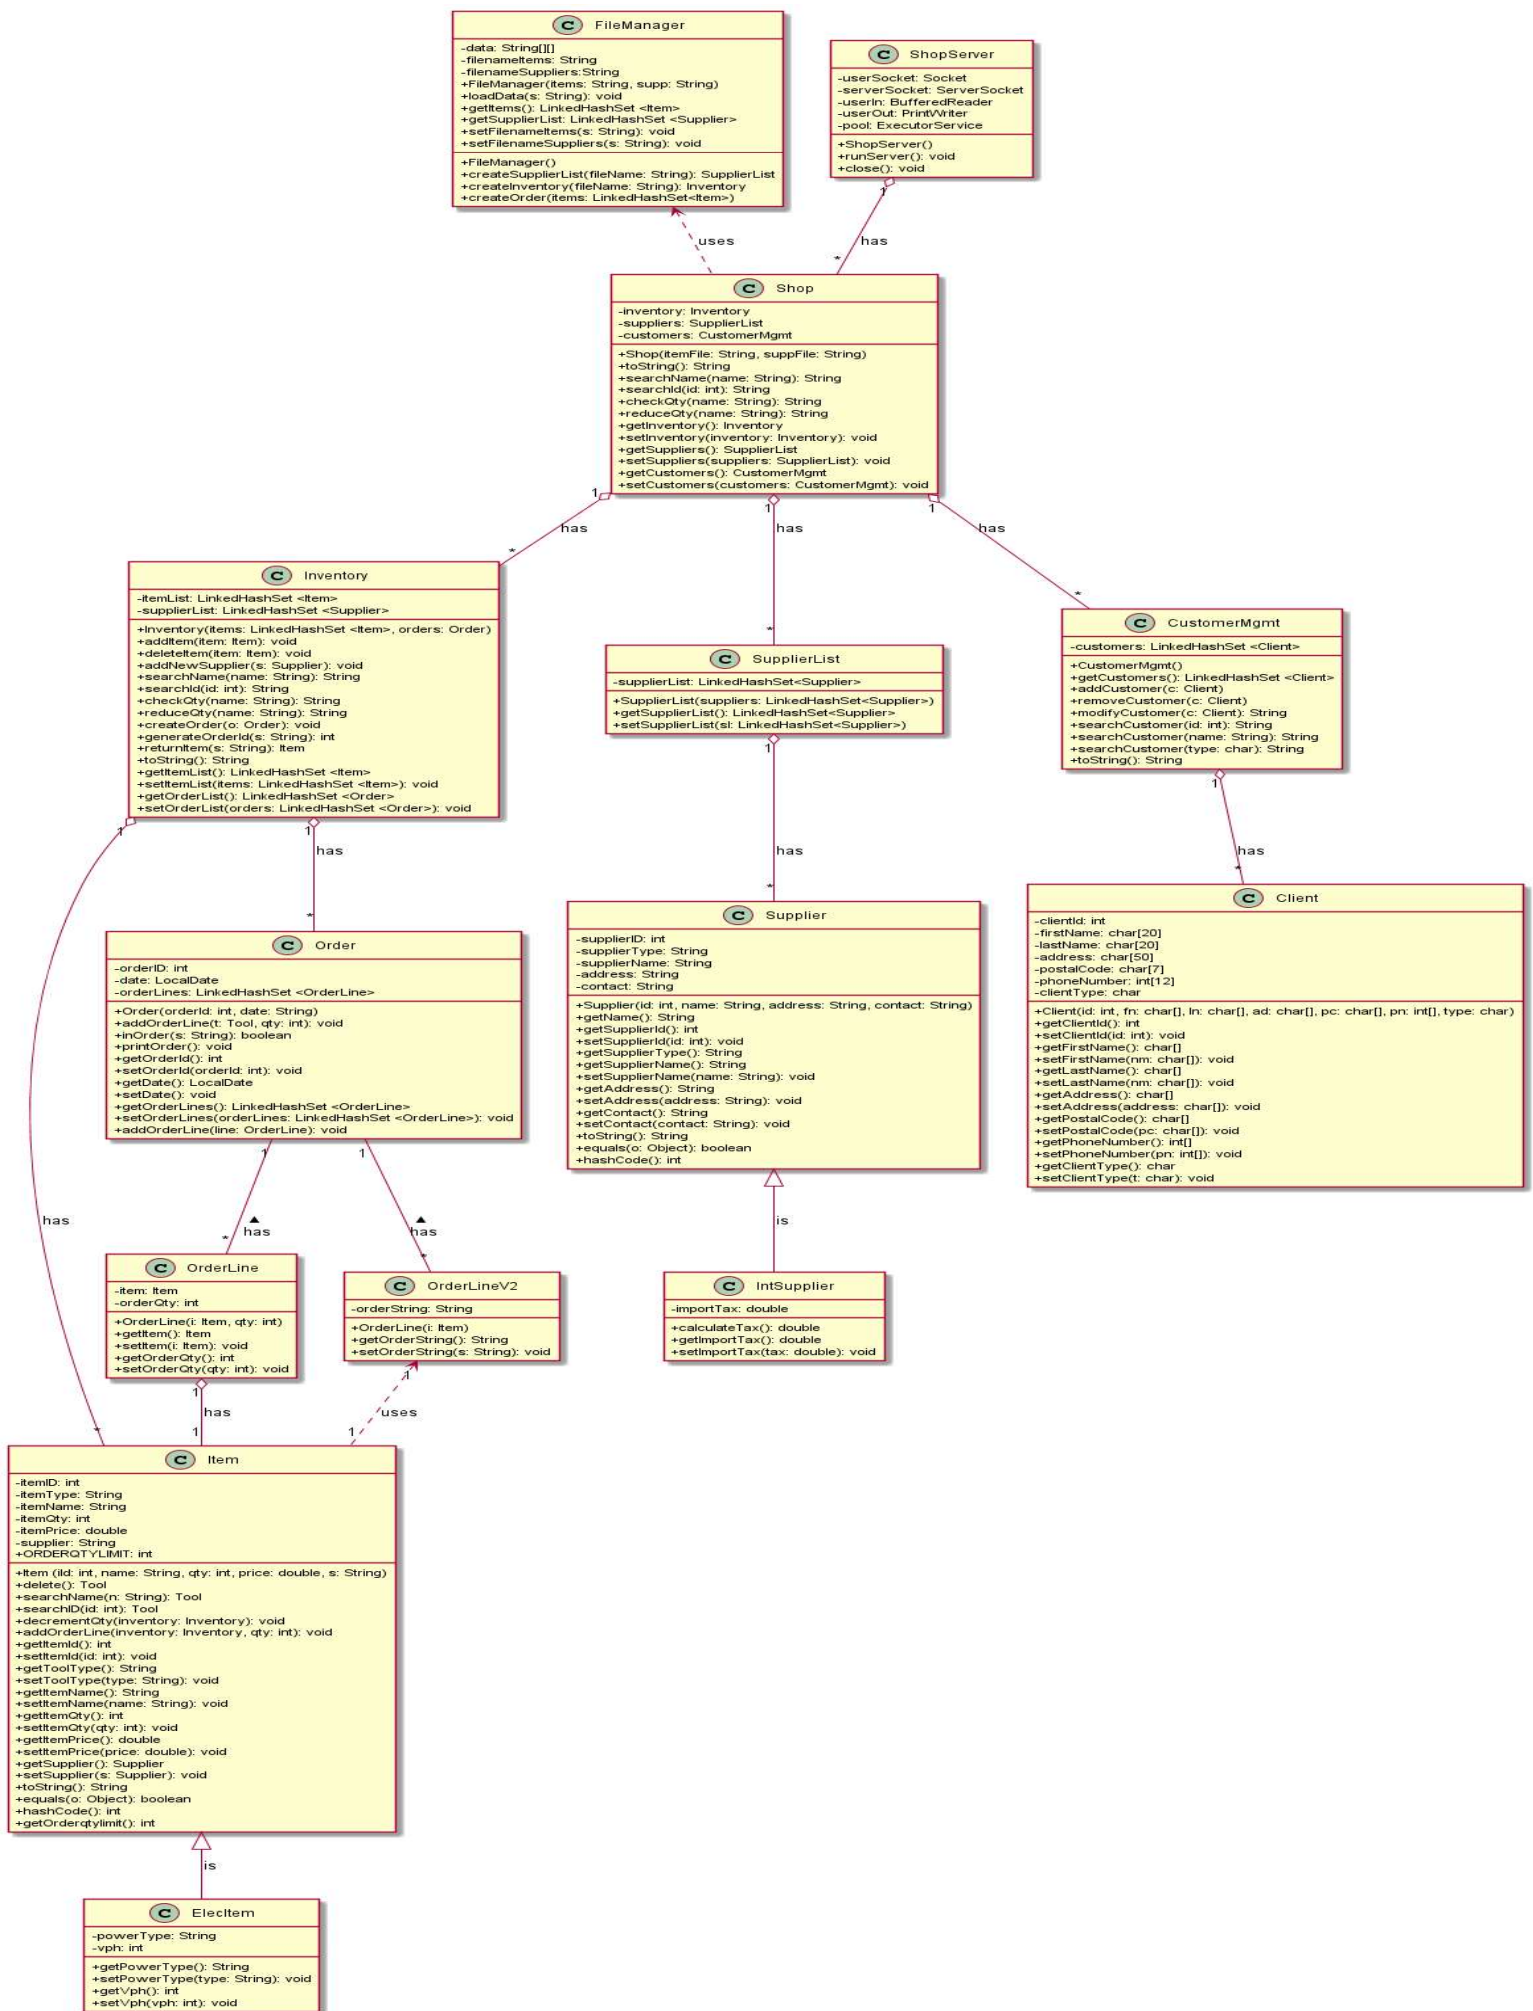 C FileManager
-data: String[][]
-filenameItems: String
-filenameSuppliers:String
+FileManager(items: String, supp: String)
+loadData(s: String): void
+getItems(): LinkedHashSet <Item>
+getSupplierList: LinkedHashSet <Supplier>
+setFilenameItems(s: String): void
+setFilenameSuppliers(s: String): void
+FileManager()
+createSupplierList(fileName: String): SupplierList
+createInventory(fileName: String): Inventory
+createOrder(items: LinkedHashSet<Item>)
C ShopServer
-userSocket: Socket
-serverSocket: ServerSocket
-userIn: BufferedReader
-userOut: PrintWriter
-pool: ExecutorService
+ShopServer()
+runServer(): void
+close(): void
1
uses
has
*
C Shop
-inventory: Inventory
-suppliers: SupplierList
-customers: CustomerMgmt
+Shop(itemFile: String, suppFile: String)
+toString(): String
+searchName(name: String): String
+searchId(id: int): String
+checkQty(name: String): String
+reduceQty(name: String): String
+getInventory(): Inventory
+setInventory(inventory: Inventory): void
+getSuppliers(): SupplierList
+setSuppliers(suppliers: SupplierList): void
+getCustomers(): CustomerMgmt
+setCustomers(customers: CustomerMgmt): void
1
1
1
has
has
has
*
*
*
C Inventory
-itemList: LinkedHashSet <Item>
-supplierList: LinkedHashSet <Supplier>
+Inventory(items: LinkedHashSet <Item>, orders: Order)
+addItem(item: Item): void
+deleteItem(item: Item): void
+addNewSupplier(s: Supplier): void
+searchName(name: String): String
+searchId(id: int): String
+checkQty(name: String): String
+reduceQty(name: String): String
+createOrder(o: Order): void
+generateOrderId(s: String): int
+returnItem(s: String): Item
+toString(): String
+getItemList(): LinkedHashSet <Item>
+setItemList(items: LinkedHashSet <Item>): void
+getOrderList(): LinkedHashSet <Order>
+setOrderList(orders: LinkedHashSet <Order>): void
C SupplierList
-supplierList: LinkedHashSet<Supplier>
+SupplierList(suppliers: LinkedHashSet<Supplier>)
+getSupplierList(): LinkedHashSet<Supplier>
+setSupplierList(sl: LinkedHashSet<Supplier>)
C CustomerMgmt
-customers: LinkedHashSet <Client>
+CustomerMgmt()
+getCustomers(): LinkedHashSet <Client>
+addCustomer(c: Client)
+removeCustomer(c: Client)
+modifyCustomer(c: Client): String
+searchCustomer(id: int): String
+searchCustomer(name: String): String
+searchCustomer(type: char): String
+toString(): String
1
1
has
*
1
has
*
1
has
*
C Order
-orderID: int
-date: LocalDate
-orderLines: LinkedHashSet <OrderLine>
+Order(orderId: int, date: String)
+addOrderLine(t: Tool, qty: int): void
+inOrder(s: String): boolean
+printOrder(): void
+getOrderId(): int
+setOrderId(orderId: int): void
+getDate(): LocalDate
+setDate(): void
+getOrderLines(): LinkedHashSet <OrderLine>
+setOrderLines(orderLines: LinkedHashSet <OrderLine>): void
+addOrderLine(line: OrderLine): void
C Supplier
-supplierID: int
-supplierType: String
-supplierName: String
-address: String
-contact: String
+Supplier(id: int, name: String, address: String, contact: String)
+getName(): String
+getSupplierId(): int
+setSupplierId(id: int): void
+getSupplierType(): String
+getSupplierName(): String
+setSupplierName(name: String): void
+getAddress(): String
+setAddress(address: String): void
+getContact(): String
+setContact(contact: String): void
+toString(): String
+equals(o: Object): boolean
+hashCode(): int
C Client
-clientId: int
-firstName: char[20]
-lastName: char[20]
-address: char[50]
-postalCode: char[7]
-phoneNumber: int[12]
-clientType: char
+Client(id: int, fn: char[], ln: char[], ad: char[], pc: char[], pn: int[], type: char)
+getClientId(): int
+setClientId(id: int): void
+getFirstName(): char[]
+setFirstName(nm: char[]): void
+getLastName(): char[]
+setLastName(nm: char[]): void
+getAddress(): char[]
+setAddress(address: char[]): void
+getPostalCode(): char[]
+setPostalCode(pc: char[]): void
+getPhoneNumber(): int[]
+setPhoneNumber(pn: int[]): void
+getClientType(): char
+setClientType(t: char): void
has
1
1
has
has
is
*
*
C OrderLine
-item: Item
-orderQty: int
+OrderLine(i: Item, qty: int)
+getItem(): Item
+setItem(i: Item): void
+getOrderQty(): int
+setOrderQty(qty: int): void
C OrderLineV2
-orderString: String
+OrderLine(i: Item)
+getOrderString(): String
+setOrderString(s: String): void
C IntSupplier
-importTax: double
+calculateTax(): double
+getImportTax(): double
+setImportTax(tax: double): void
1
1
has
uses
*
1
1
C Item
-itemID: int
-itemType: String
-itemName: String
-itemQty: int
-itemPrice: double
-supplier: String
+ORDERQTYLIMIT: int
+Item (iId: int, name: String, qty: int, price: double, s: String)
+delete(): Tool
+searchName(n: String): Tool
+searchID(id: int): Tool
+decrementQty(inventory: Inventory): void
+addOrderLine(inventory: Inventory, qty: int): void
+getItemId(): int
+setItemId(id: int): void
+getToolType(): String
+setToolType(type: String): void
+getItemName(): String
+setItemName(name: String): void
+getItemQty(): int
+setItemQty(qty: int): void
+getItemPrice(): double
+setItemPrice(price: double): void
+getSupplier(): Supplier
+setSupplier(s: Supplier): void
+toString(): String
+equals(o: Object): boolean
+hashCode(): int
+getOrderqtylimit(): int
is
C ElecItem
-powerType: String
-vph: int
+getPowerType(): String
+setPowerType(type: String): void
+getVph(): int
+setVph(vph: int): void